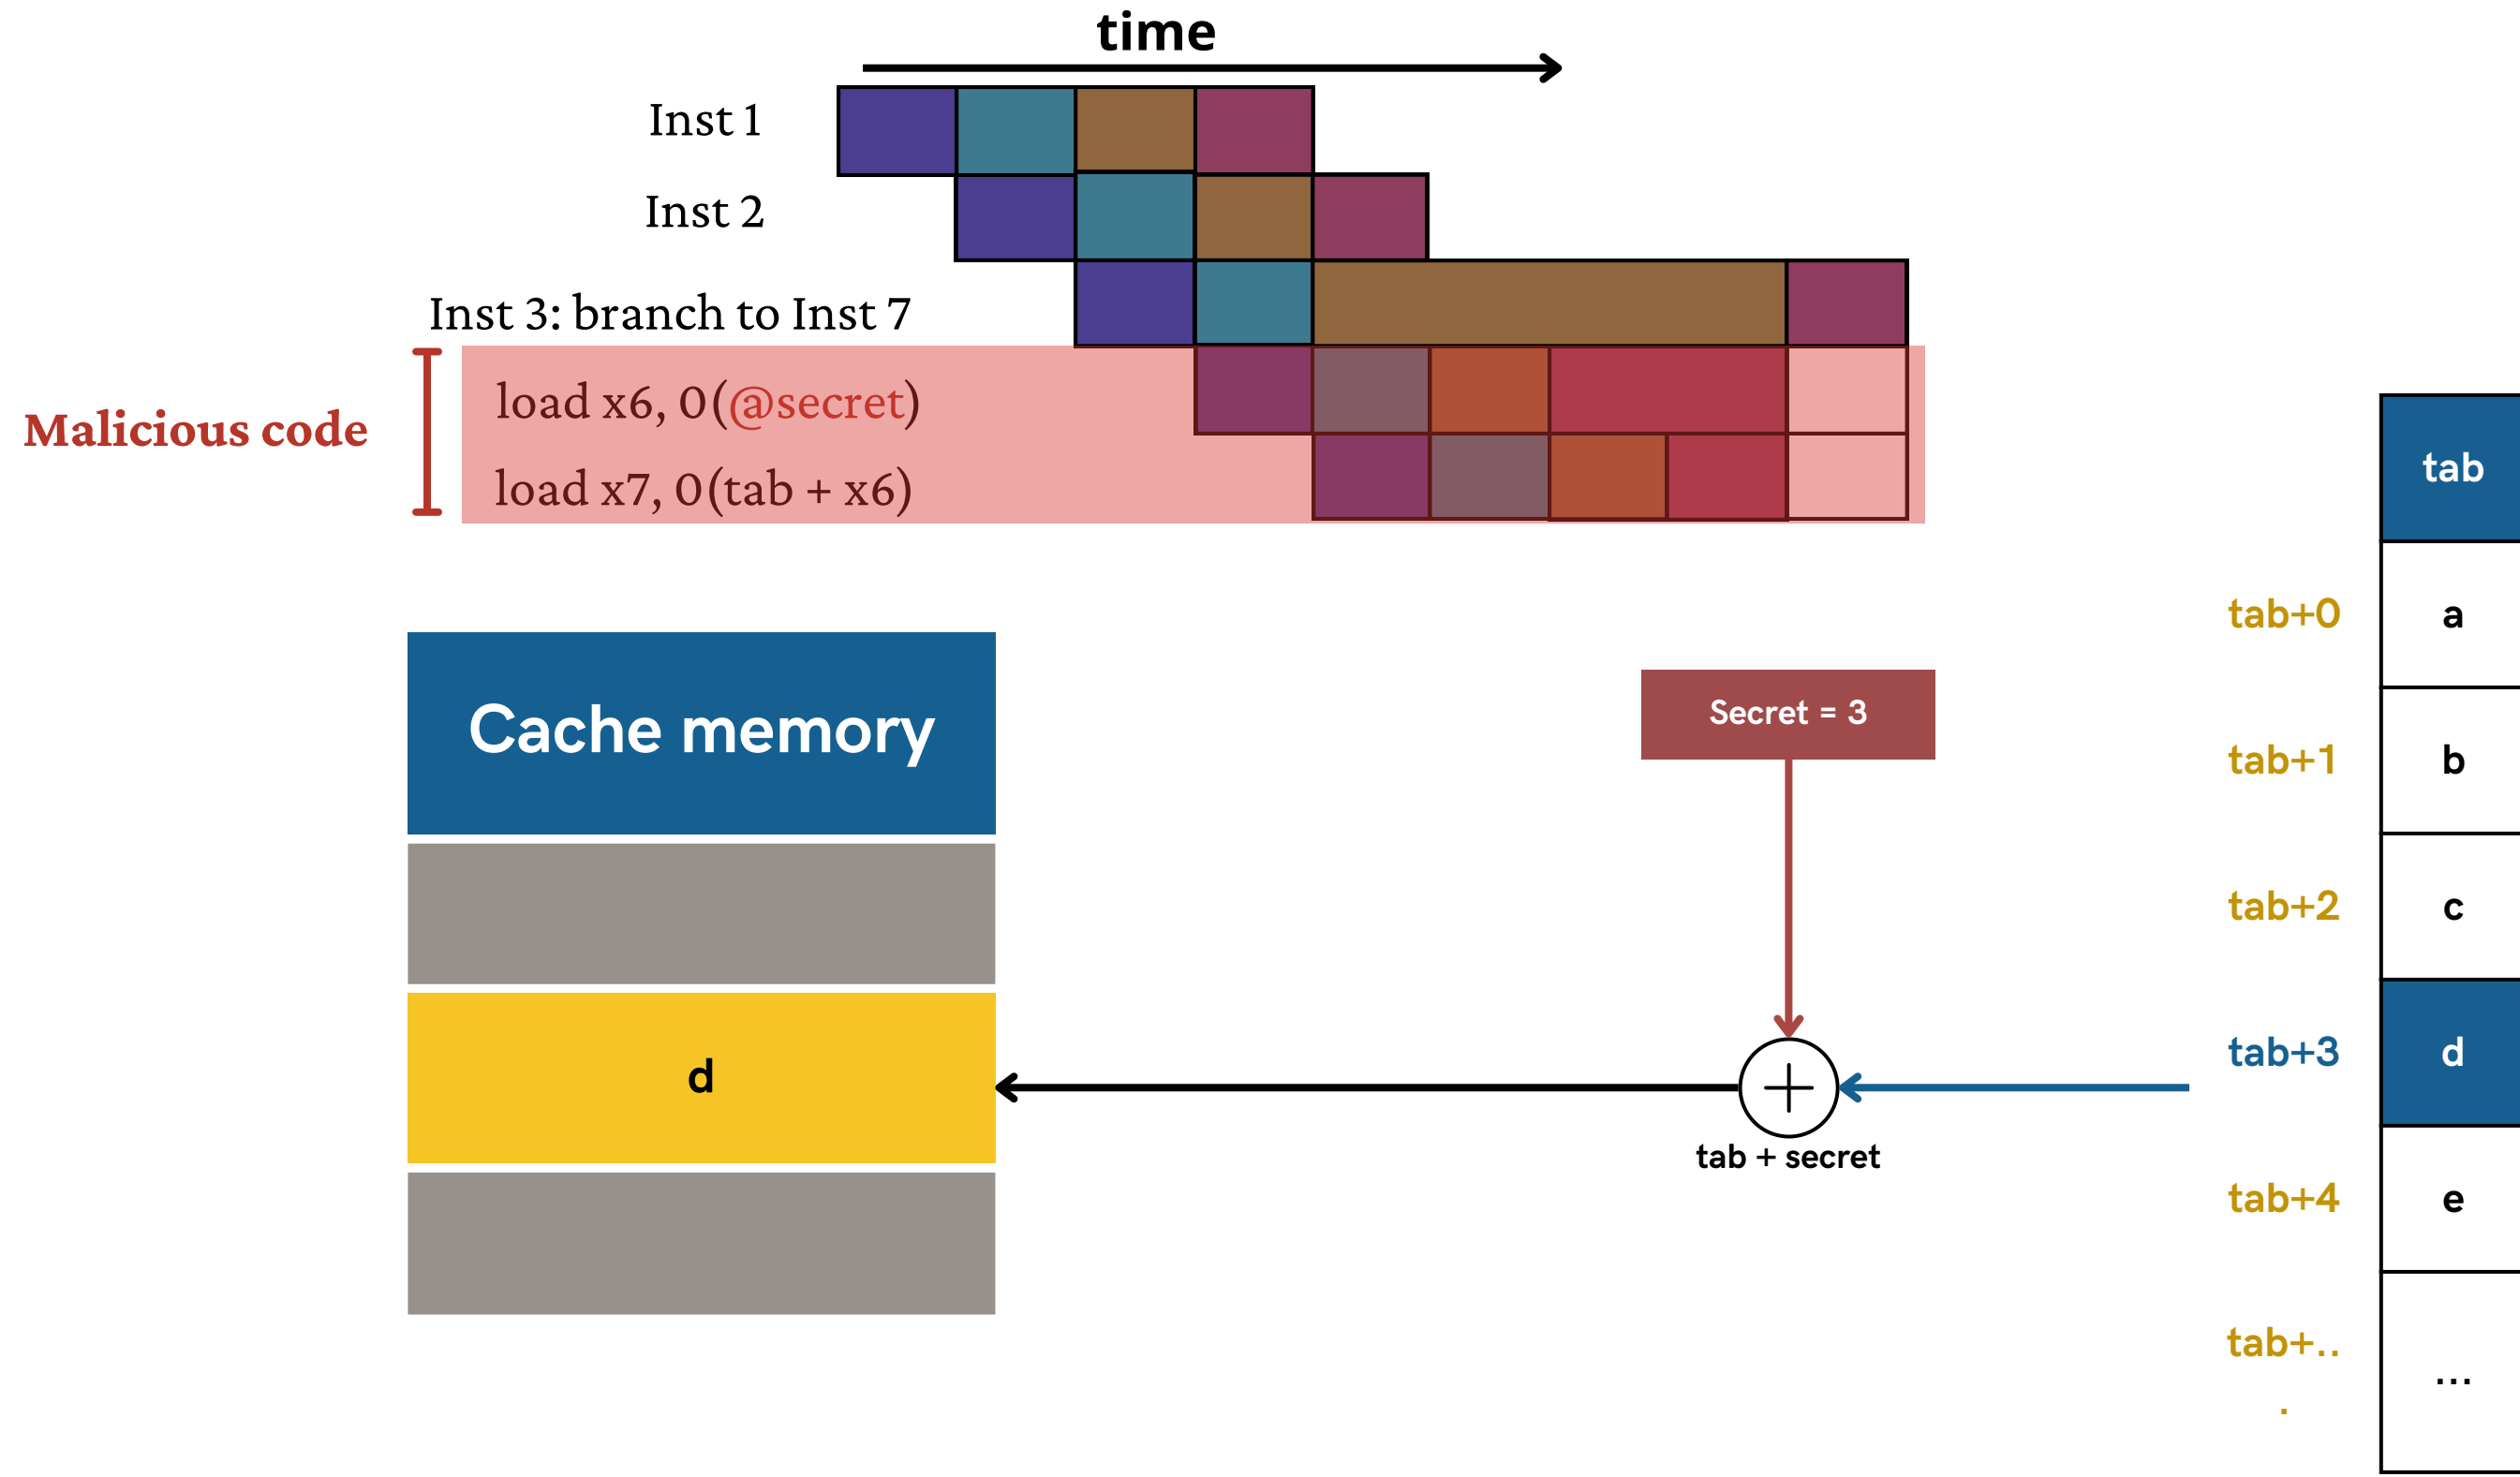 time
Inst 1
Inst 2
Inst 3: branch to Inst 7
Malicious code
load x6, 0(@secret)
load x7, 0(tab + x6)
Cache memory
d
Secret = 3
tab + secret
tab
tab+0
a
tab+1
b
tab+2
c
tab+3
d
tab+4
e
tab+..
.
...